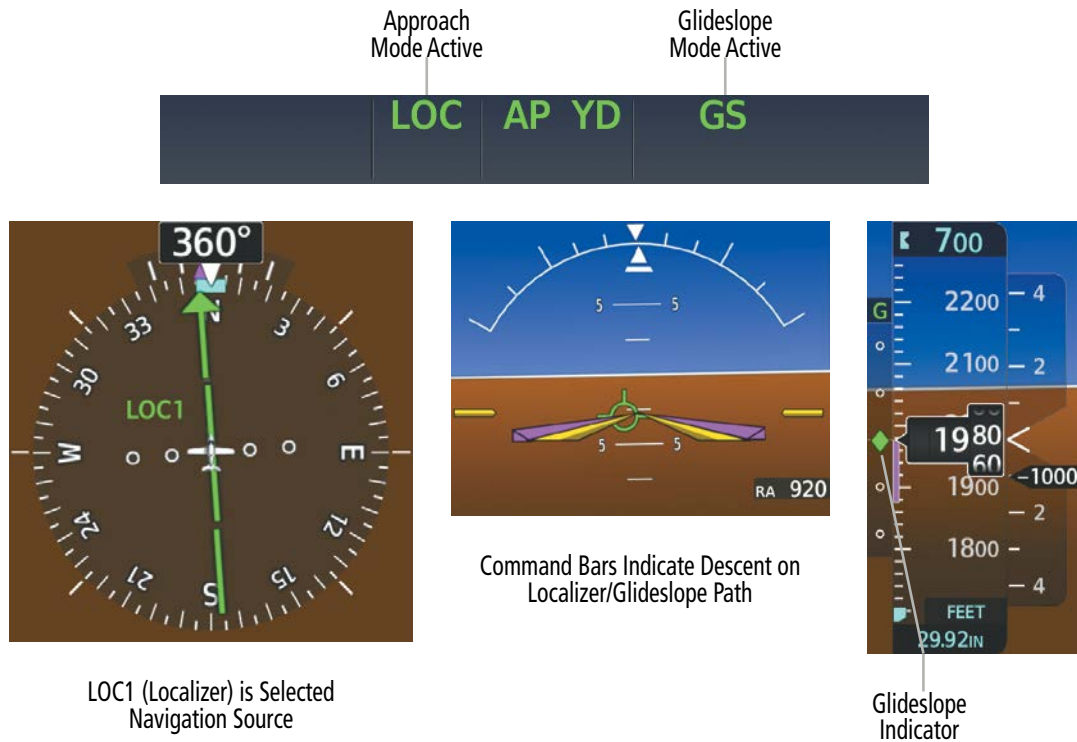 Approach
Mode Active
Glideslope
Mode Active
LOC AP YD GS
360°
N
33
3
30
6
LOC1
W
E
24
12
21
15
S
5 5
5 5
RA 920
700
2200
4
G
2100
2
1980
60
1900
-1000
2
1800
4
FEET
29.92IN
Command Bars Indicate Descent on
Localizer/Glideslope Path
LOC1 (Localizer) is Selected
Navigation Source
Glideslope
Indicator